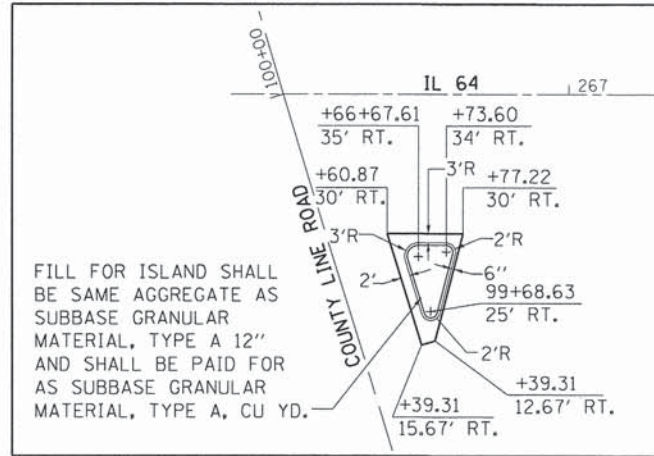 100+00
IL 64
267
+66+67.61
35' RT.
+73.60
34' RT.
3'R
+60.87
30' RT.
+77.22
30' RT.
COUNTY LINE ROAD
3'R
2'R
2'
6"
99+68.63
25' RT.
2'R
FILL FOR ISLAND SHALL
BE SAME AGGREGATE AS
SUBBASE GRANULAR
MATERIAL, TYPE A 12"
AND SHALL BE PAID FOR
AS SUBBASE GRANULAR
MATERIAL, TYPE A, CU YD.
+39.31
12.67' RT.
+39.31
15.67' RT.